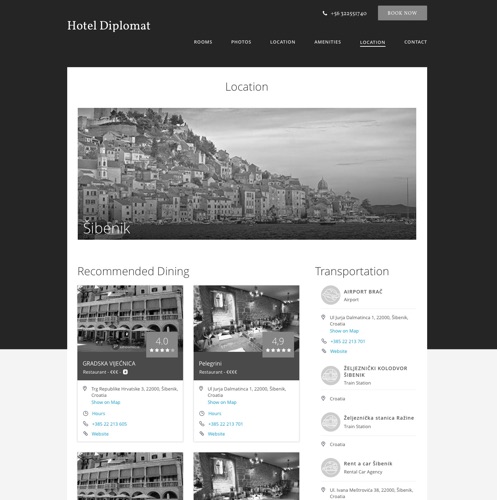 Hotel Diplomat
+56 322551740
BOOK NOW
ROOMS
PHOTOS
LOCATION
AMENITIES
LOCATION
CONTACT
Location
Šibenik
Recommended Dining
4,0
GRADSKA VIJEĆNICA
Restaurant · €€€ ·
Trg Republike Hrvatske 3, 22000, Šibenik,
Croatia
Show on Map
Hours
+385 22 213 605
Website
4,9
Pelegrini
Restaurant · €€€€
Ul Jurja Dalmatinca 1, 22000, Šibenik,
Croatia
Show on Map
Hours
+385 22 213 701
Website
Transportation
AIRPORT BRAČ
Airport
Ul Jurja Dalmatinca 1, 22000, Šibenik,
Croatia
Show on Map
+385 22 213 701
Website
ŽELJEZNIČKI KOLODVOR
ŠIBENIK
Train Station
Croatia
Željeznička stanica Ražine
Train Station
Croatia
Rent a car Šibenik
Rental Car Agency
Ul. Ivana Meštrovića 38, 22000, Šibenik,
Croatia